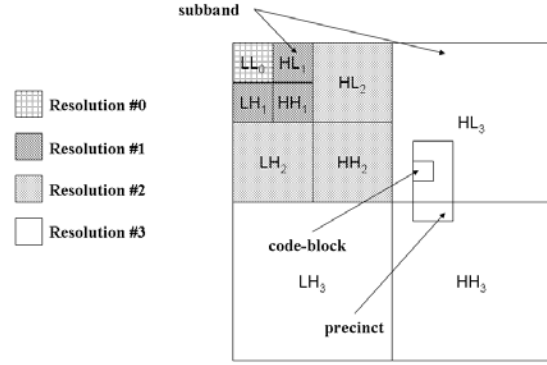 subband
LL0 HL1
HL2
LH1 HH1
HL3
LH2 HH2
Resolution #0
Resolution #1
Resolution #2
Resolution #3
code-block
LH3 HH3
precinct